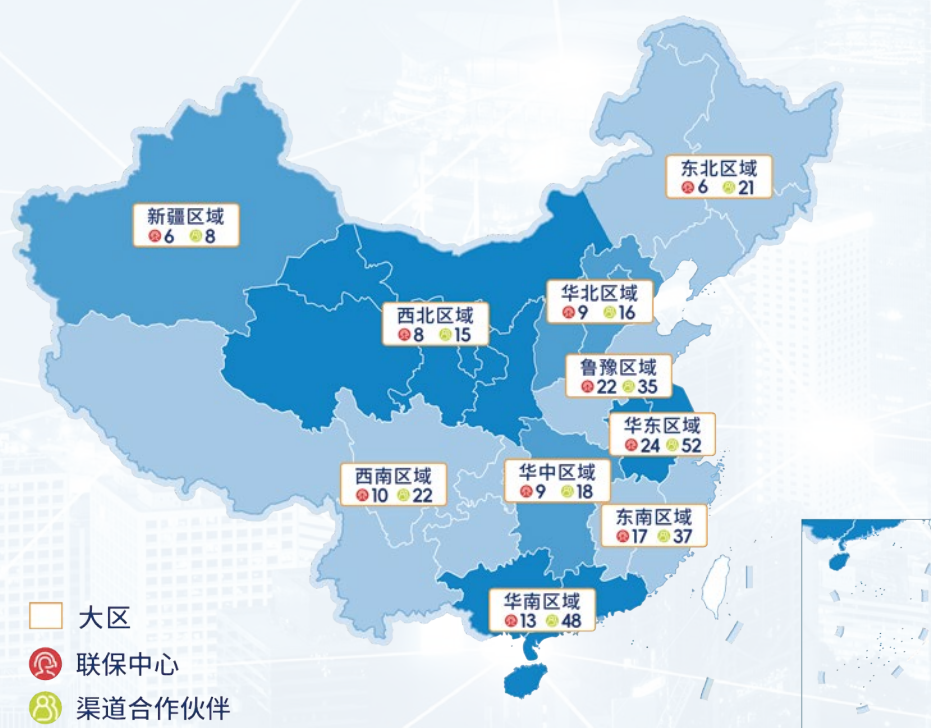 东北区域
6 21
新疆区域
6 8
华北区域
9 16
西北区域
8 15
鲁豫区域
22 35
华东区域
24 52
西南区域
10 22
华中区域
9 18
东南区域
17 37
华南区域
13 48
大区
联保中心
渠道合作伙伴